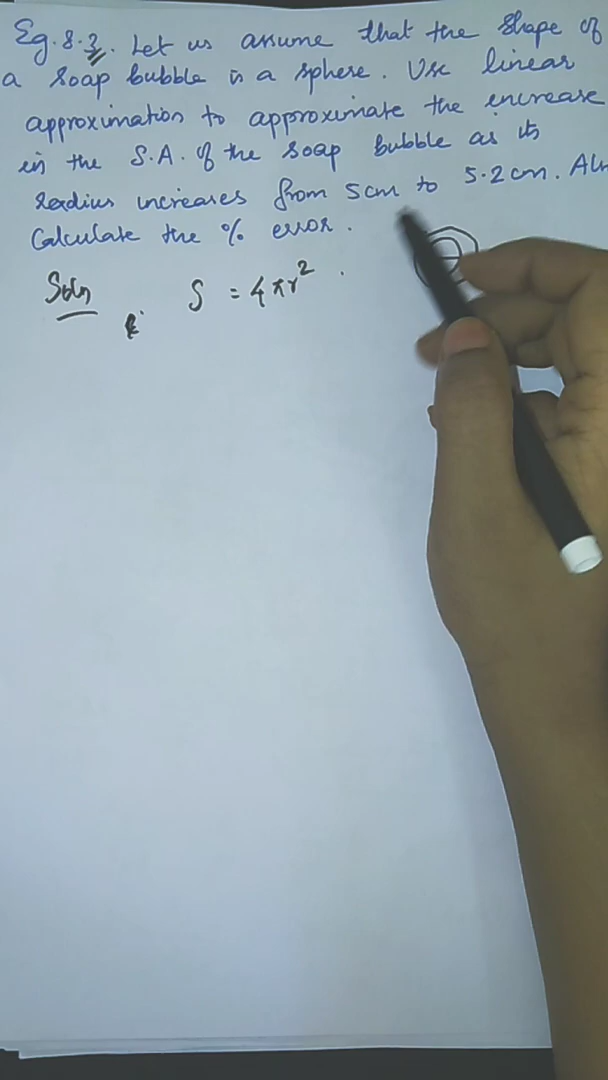 Eg. 8.3. Let us assume that the shape of
a soap bubble is a sphere. Use linear
approximation to approximate the increase
in the S.A. of the soap bubble as its
radius increases from 5cm to 5.2cm. Also
Calculate the % error.
Soln
S = 4πr²